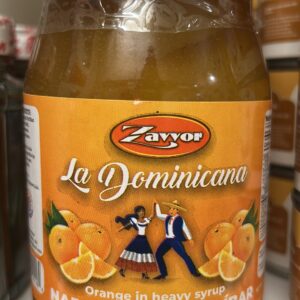 Zavvor
La Dominicana
Orange in heavy syrup